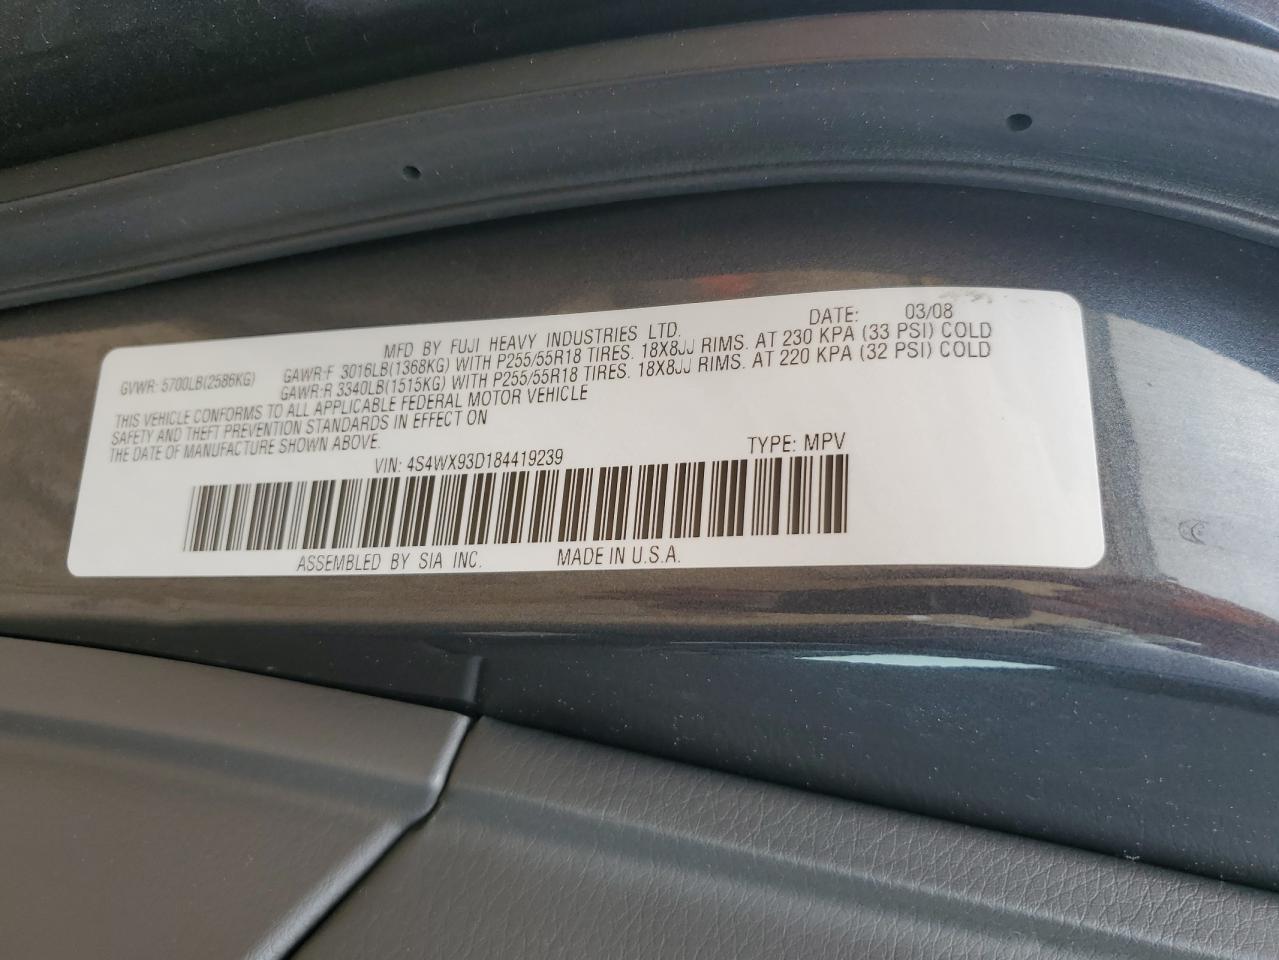 MFD BY FUJI HEAVY INDUSTRIES LTD. DATE: 03/08
GVWR: 5700LB(2586KG) GAWR:F 3016LB(1368KG) WITH P255/55R18 TIRES. 18X8JJ RIMS. AT 230 KPA (33 PSI) COLD
GAWR:R 3340LB(1515KG) WITH P255/55R18 TIRES. 18X8JJ RIMS. AT 220 KPA (32 PSI) COLD
THIS VEHICLE CONFORMS TO ALL APPLICABLE FEDERAL MOTOR VEHICLE
SAFETY AND THEFT PREVENTION STANDARDS IN EFFECT ON
THE DATE OF MANUFACTURE SHOWN ABOVE.
VIN: 4S4WX93D184419239 TYPE: MPV
ASSEMBLED BY SIA INC. MADE IN U.S.A.